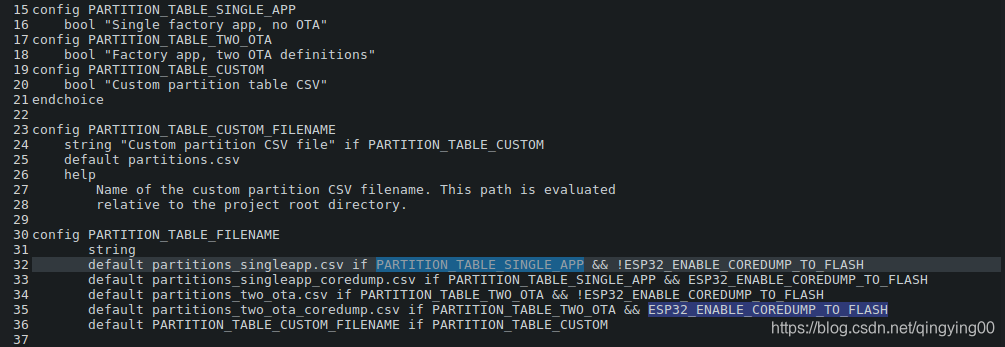 15 config PARTITION_TABLE_SINGLE_APP
16     bool "Single factory app, no OTA"
17 config PARTITION_TABLE_TWO_OTA
18     bool "Factory app, two OTA definitions"
19 config PARTITION_TABLE_CUSTOM
20     bool "Custom partition table CSV"
21 endchoice
22
23 config PARTITION_TABLE_CUSTOM_FILENAME
24     string "Custom partition CSV file" if PARTITION_TABLE_CUSTOM
25     default partitions.csv
26     help
27         Name of the custom partition CSV filename. This path is evaluated
28         relative to the project root directory.
29
30 config PARTITION_TABLE_FILENAME
31        string
32        default partitions_singleapp.csv if PARTITION_TABLE_SINGLE_APP && !ESP32_ENABLE_COREDUMP_TO_FLASH
33        default partitions_singleapp_coredump.csv if PARTITION_TABLE_SINGLE_APP && ESP32_ENABLE_COREDUMP_TO_FLASH
34        default partitions_two_ota.csv if PARTITION_TABLE_TWO_OTA && !ESP32_ENABLE_COREDUMP_TO_FLASH
35        default partitions_two_ota_coredump.csv if PARTITION_TABLE_TWO_OTA && ESP32_ENABLE_COREDUMP_TO_FLASH
36        default PARTITION_TABLE_CUSTOM_FILENAME if PARTITION_TABLE_CUSTOM
37
https://blog.csdn.net/qingying00